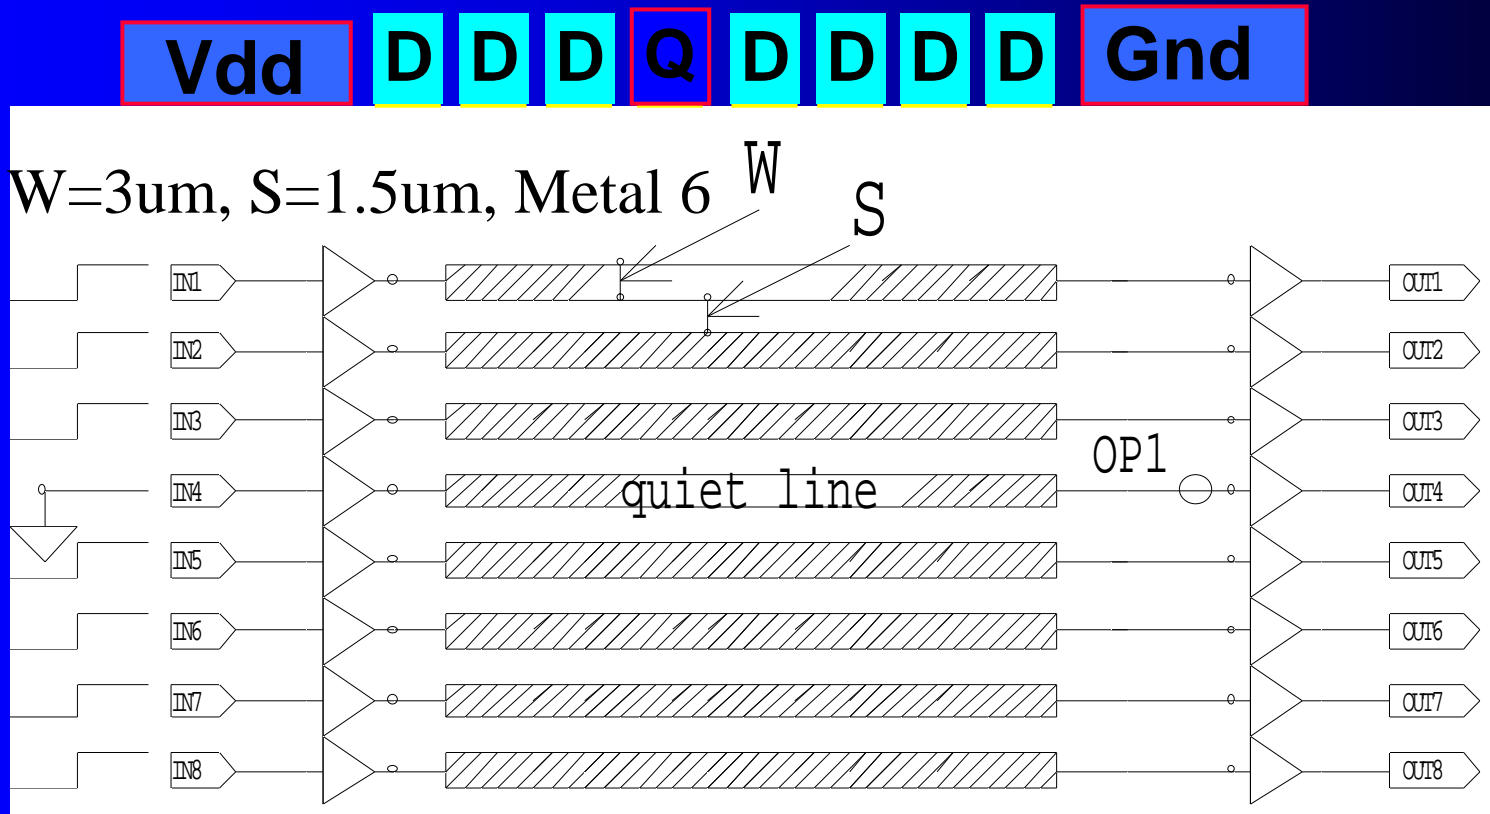 Vdd D D D Q D D D D Gnd
W
W=3um, S=1.5um, Metal 6
S
IN1 OUT1
IN2 OUT2
IN3 OUT3
OP1
IN4 quiet line OUT4
IN5 OUT5
IN6 OUT6
IN7 OUT7
IN8 OUT8